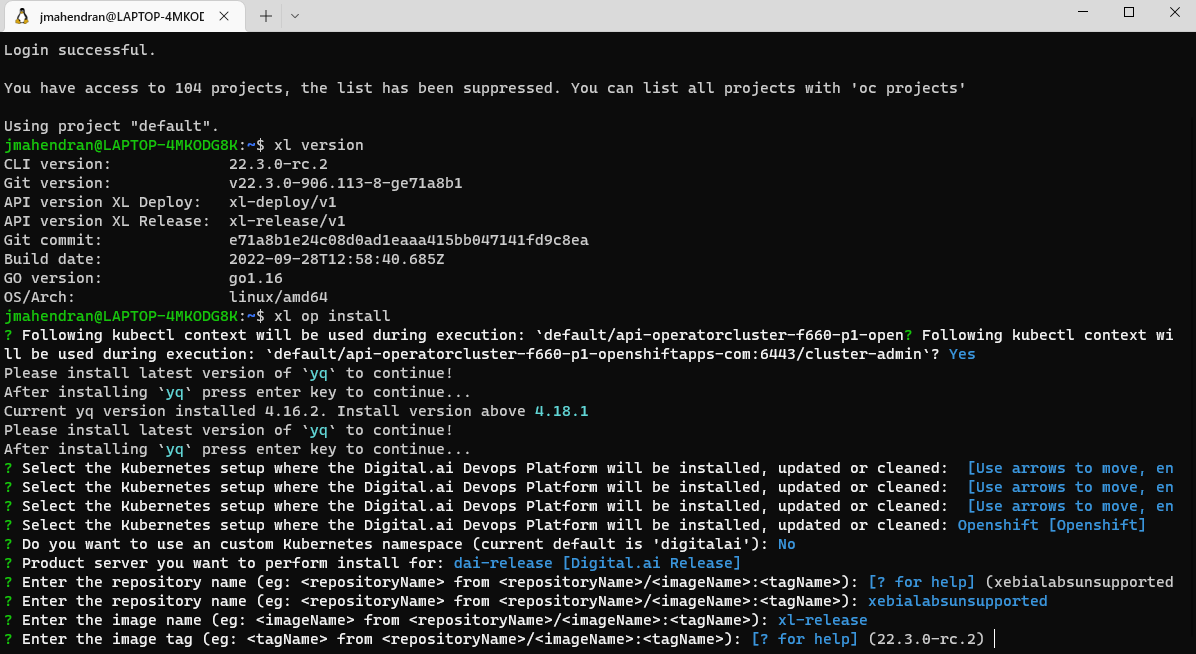 jmahendran@LAPTOP-4MKOD
Login successful.
You have access to 104 projects, the list has been suppressed. You can list all projects with 'oc projects'
Using project "default".
jmahendran@LAPTOP-4MKODG8K:~$ xl version
CLI version: 22.3.0-rc.2
Git version: v22.3.0-906.113-8-ge71a8b1
API version XL Deploy: xl-deploy/v1
API version XL Release: xl-release/v1
Git commit: e71a8b1e24c08d0ad1eaaa415bb047141fd9c8ea
Build date: 2022-09-28T12:58:40.685Z
GO version: go1.16
OS/Arch: linux/amd64
jmahendran@LAPTOP-4MKODG8K:~$ xl op install
? Following kubectl context will be used during execution: `default/api-operatorcluster-f660-p1-open? Following kubectl context wi
ll be used during execution: `default/api-operatorcluster-f660-p1-openshiftapps-com:6443/cluster-admin`? Yes
Please install latest version of `yq` to continue!
After installing `yq` press enter key to continue...
Current yq version installed 4.16.2. Install version above 4.18.1
Please install latest version of `yq` to continue!
After installing `yq` press enter key to continue...
? Select the Kubernetes setup where the Digital.ai Devops Platform will be installed, updated or cleaned:  [Use arrows to move, en
? Select the Kubernetes setup where the Digital.ai Devops Platform will be installed, updated or cleaned:  [Use arrows to move, en
? Select the Kubernetes setup where the Digital.ai Devops Platform will be installed, updated or cleaned:  [Use arrows to move, en
? Select the Kubernetes setup where the Digital.ai Devops Platform will be installed, updated or cleaned: Openshift [Openshift]
? Do you want to use an custom Kubernetes namespace (current default is 'digitalai'): No
? Product server you want to perform install for: dai-release [Digital.ai Release]
? Enter the repository name (eg: <repositoryName> from <repositoryName>/<imageName>:<tagName>): [? for help] (xebialabsunsupported
? Enter the repository name (eg: <repositoryName> from <repositoryName>/<imageName>:<tagName>): xebialabsunsupported
? Enter the image name (eg: <imageName> from <repositoryName>/<imageName>:<tagName>): xl-release
? Enter the image tag (eg: <tagName> from <repositoryName>/<imageName>:<tagName>): [? for help] (22.3.0-rc.2)